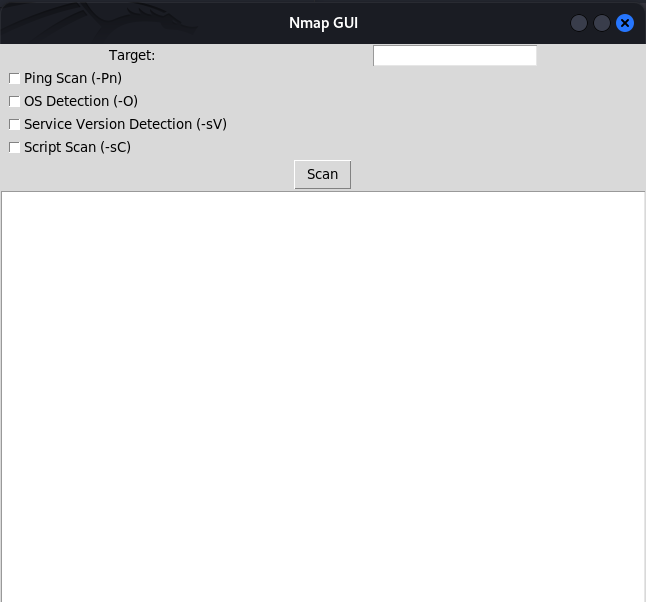 Nmap GUI
Target:
Ping Scan (-Pn)
OS Detection (-O)
Service Version Detection (-sV)
Script Scan (-sC)
Scan